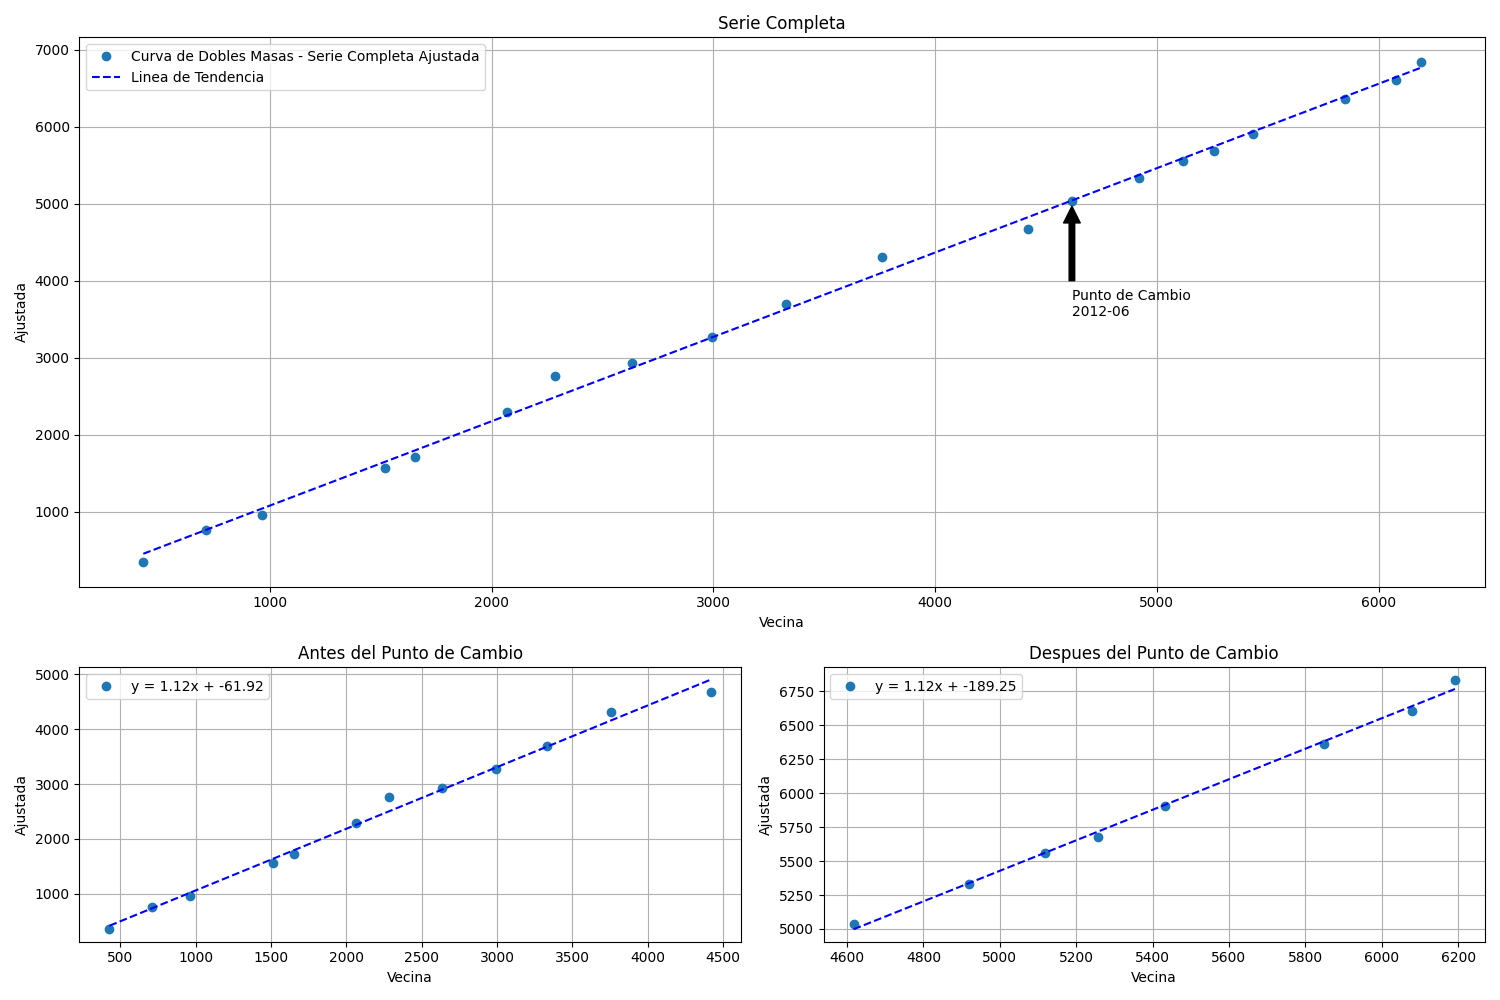 Serie Completa
Curva de Dobles Masas - Serie Completa Ajustada
Linea de Tendencia
7000
6000
5000
4000
3000
2000
1000
Ajustada
Punto de Cambio
2012-06
1000 2000 3000 4000 5000 6000
Vecina
Antes del Punto de Cambio
y = 1.12x + -61.92
5000
4000
3000
2000
1000
Ajustada
500 1000 1500 2000 2500 3000 3500 4000 4500
Vecina
Despues del Punto de Cambio
y = 1.12x + -189.25
6750
6500
6250
6000
5750
5500
5250
5000
Ajustada
4600 4800 5000 5200 5400 5600 5800 6000 6200
Vecina